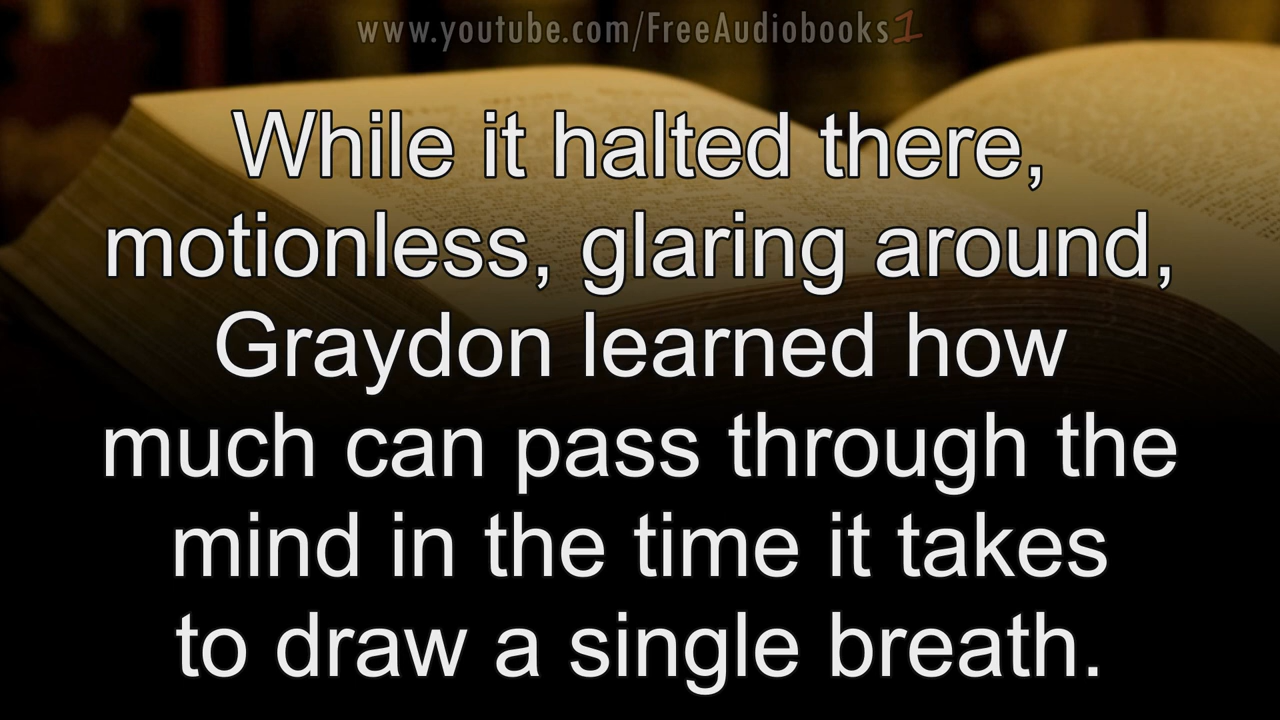 www.youtube.com/FreeAudiobooks1
While it halted there,
motionless, glaring around,
Graydon learned how
much can pass through the
mind in the time it takes
to draw a single breath.